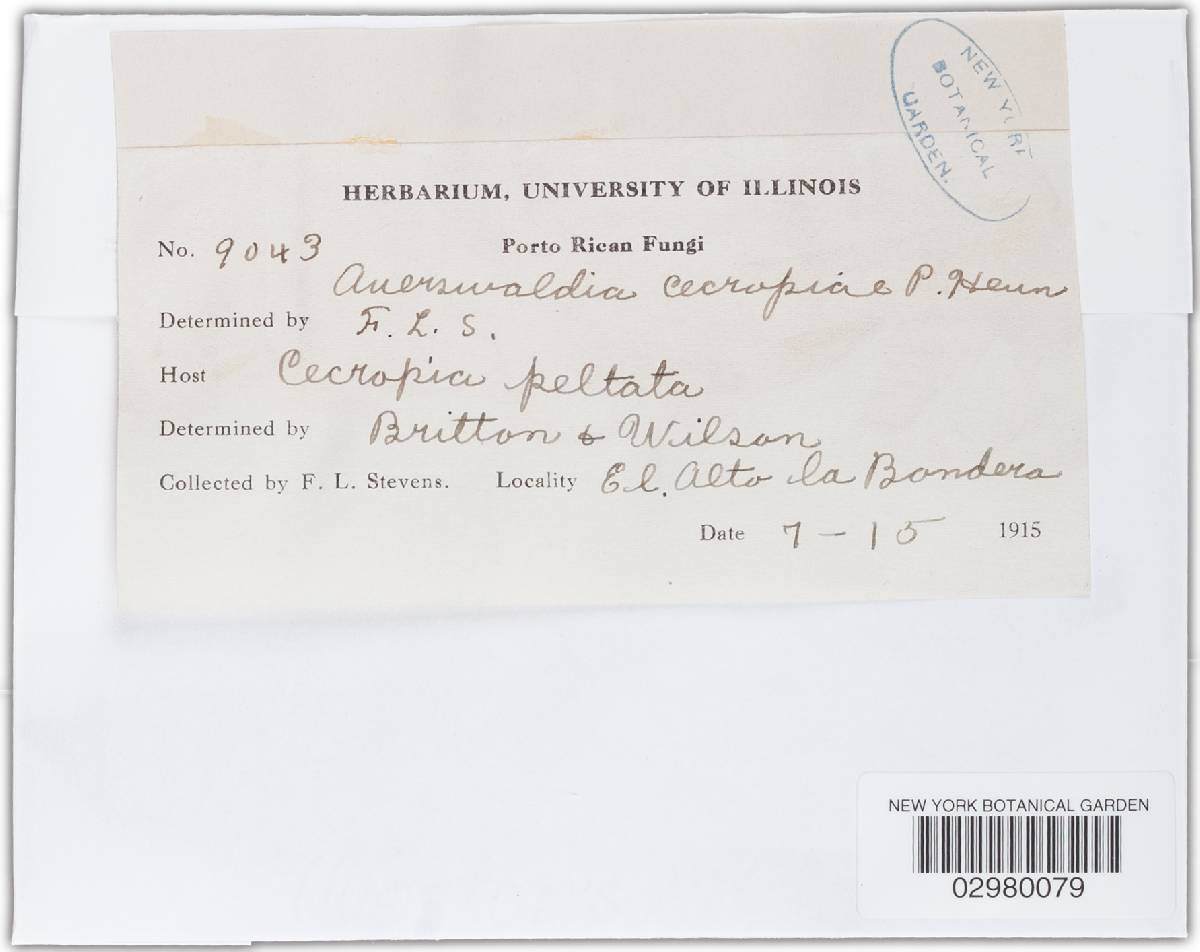 NEW YORK
BOTANICAL
GARDEN.
HERBARIUM, UNIVERSITY OF ILLINOIS
No. 9043 Porto Rican Fungi
Auerswaldia cecropiae P. Henn
Determined by F. L. S.
Host Cecropia peltata
Determined by Britton & Wilson
Collected by F. L. Stevens. Locality El. Alto la Bandera
Date 7-15 1915
NEW YORK BOTANICAL GARDEN
02980079